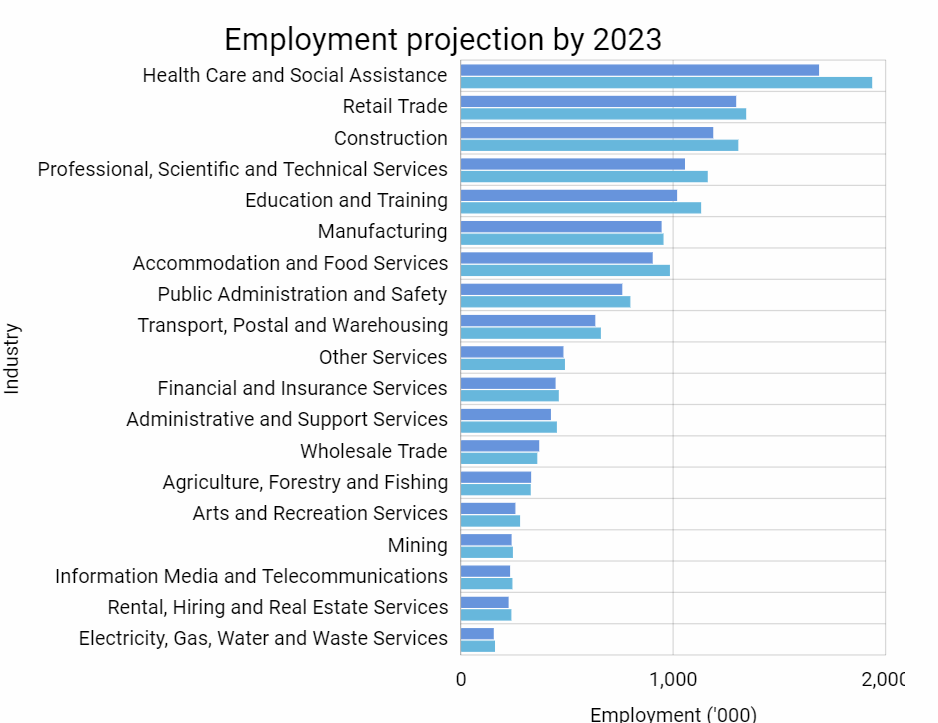 Employment projection by 2023
Health Care and Social Assistance
Retail Trade
Construction
Professional, Scientific and Technical Services
Education and Training
Manufacturing
Accommodation and Food Services
Public Administration and Safety
Transport, Postal and Warehousing
Other Services
Financial and Insurance Services
Administrative and Support Services
Wholesale Trade
Agriculture, Forestry and Fishing
Arts and Recreation Services
Mining
Information Media and Telecommunications
Rental, Hiring and Real Estate Services
Electricity, Gas, Water and Waste Services
Industry
0 1,000 2,000
Employment ('000)